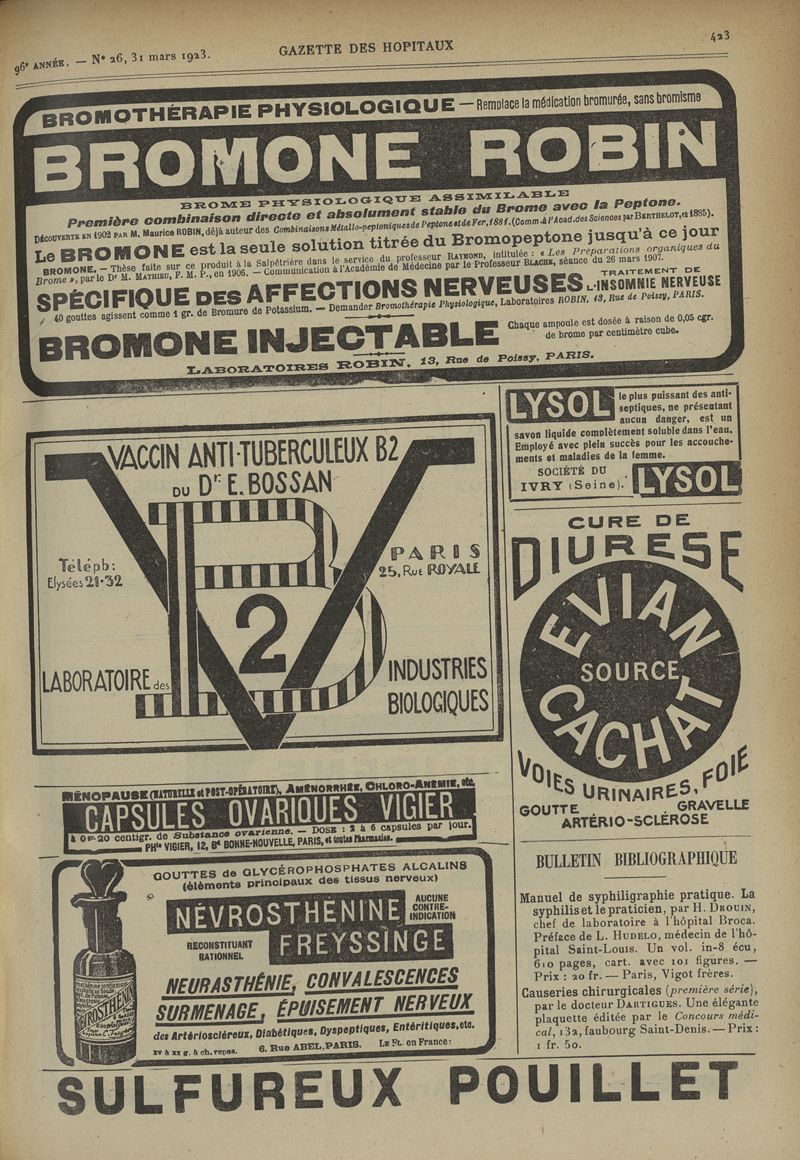 96e ANNÉE. — N° 26, 31 mars 1923.
GAZETTE DES HOPITAUX
423
BROMOTHÉRAPIE PHYSIOLOGIQUE — Remplace la médication bromurée, sans bromisme
BROMONE ROBIN
BROME PHYSIOLOGIQUE ASSIMILABLE
Première combinaison directe et absolument stable du Brome avec la Peptone.
DÉCOUVERTE EN 1902 PAR M. Maurice ROBIN, déjà auteur des Combinaisons Métallo-peptoniques de Peptone et de Fer, 1881. (Comm. à l'Acad. des Sciences par BERTHELOT, en 1885).
Le BROMONE est la seule solution titrée du Bromopeptone jusqu'à ce jour
BROMONE. — Thèse faite sur ce produit à la Salpêtrière dans le service du professeur RAYMOND, intitulée : « Les Préparations organiques du
Brome », par le Dr M. MATHIEU, F. M. P., en 1906. — Communication à l'Académie de Médecine par le Professeur BLACHE, séance du 26 mars 1907.
SPÉCIFIQUE DES AFFECTIONS NERVEUSES
TRAITEMENT DE
L'INSOMNIE NERVEUSE
40 gouttes agissent comme 1 gr. de Bromure de Potassium. — Demander Bromothérapie Physiologique, Laboratoires ROBIN, 13, Rue de Poissy, PARIS.
BROMONE INJECTABLE
Chaque ampoule est dosée à raison de 0,05 cgr.
de brome par centimètre cube.
LABORATOIRES ROBIN, 13, Rue de Poissy, PARIS.
VACCIN ANTI-TUBERCULEUX B2
DU Dr. E. BOSSAN
Téléph:
Elysées 21-32
PARIS
25, Rue ROYALE
V B 2
LABORATOIRE des
INDUSTRIES
BIOLOGIQUES
LYSOL
le plus puissant des anti-
septiques, ne présentant
aucun danger, est un
savon liquide complètement soluble dans l'eau.
Employé avec plein succès pour les accouche-
ments et maladies de la femme.
SOCIÉTÉ DU
LYSOL
IVRY (Seine).
CURE DE
DIURESE
EVIAN
SOURCE
CACHAT
VOIES URINAIRES, FOIE
GOUTTE GRAVELLE
ARTÉRIO-SCLÉROSE
MÉNOPAUSE (NATURELLE et POST-OPÉRATOIRE), AMÉNORRHÉE, CHLORO-ANÉMIE, etc.
CAPSULES OVARIQUES VIGIER
à 0 gr. 20 centigr. de Substance ovarienne. — DOSE : 2 à 6 capsules par jour.
PHie VIGIER, 12, Bd BONNE-NOUVELLE, PARIS, et toutes Pharmacies.
GOUTTES de GLYCÉROPHOSPHATES ALCALINS
(éléments principaux des tissus nerveux)
NÉVROSTHÉNINE
AUCUNE
CONTRE-
INDICATION
RECONSTITUANT
RATIONNEL
FREYSSINGE
NEURASTHÉNIE, CONVALESCENCES
SURMENAGE, ÉPUISEMENT NERVEUX
des Artérioscléreux, Diabétiques, Dyspeptiques, Entéritiques, etc.
XV à XX g. à ch. repas.
6, Rue ABEL, PARIS.
LE FL. en France:
NÉVROSTHÉNINE
BULLETIN BIBLIOGRAPHIQUE
Manuel de syphiligraphie pratique. La
syphilis et le praticien, par H. DROUIN,
chef de laboratoire à l'hôpital Broca.
Préface de L. HUDELO, médecin de l'hô-
pital Saint-Louis. Un vol. in-8 écu,
610 pages, cart. avec 101 figures. —
Prix : 20 fr. — Paris, Vigot frères.
Causeries chirurgicales (première série),
par le docteur DARTIGUES. Une élégante
plaquette éditée par le Concours médi-
cal, 132, faubourg Saint-Denis. — Prix :
1 fr. 50.
SULFUREUX POUILLET